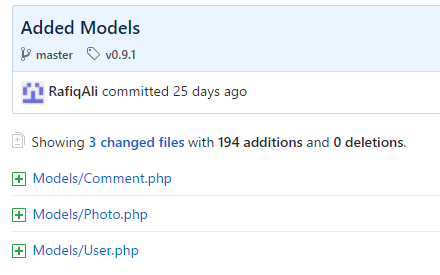 Added Models
master v0.9.1
RafiqAli committed 25 days ago
Showing 3 changed files with 194 additions and 0 deletions.
Models/Comment.php
Models/Photo.php
Models/User.php